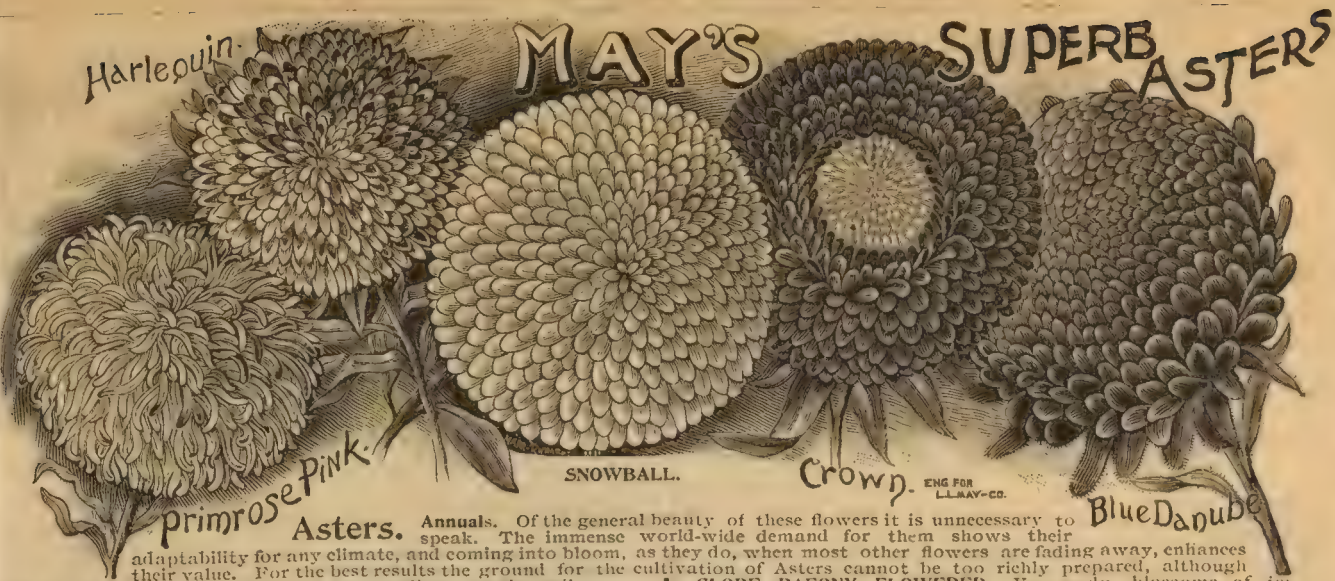 MAY'S SUPERB ASTERS
Harlequin.
Primrose Pink.
SNOWBALL.
Crown.
ENG FOR
L.L.MAY-CO.
Blue Danube
Asters. Annuals. Of the general beauty of these flowers it is unnecessary to
speak. The immense world-wide demand for them shows their
adaptability for any climate, and coming into bloom, as they do, when most other flowers are fading away, enhances
their value. For the best results the ground for the cultivation of Asters cannot be too richly prepared, although